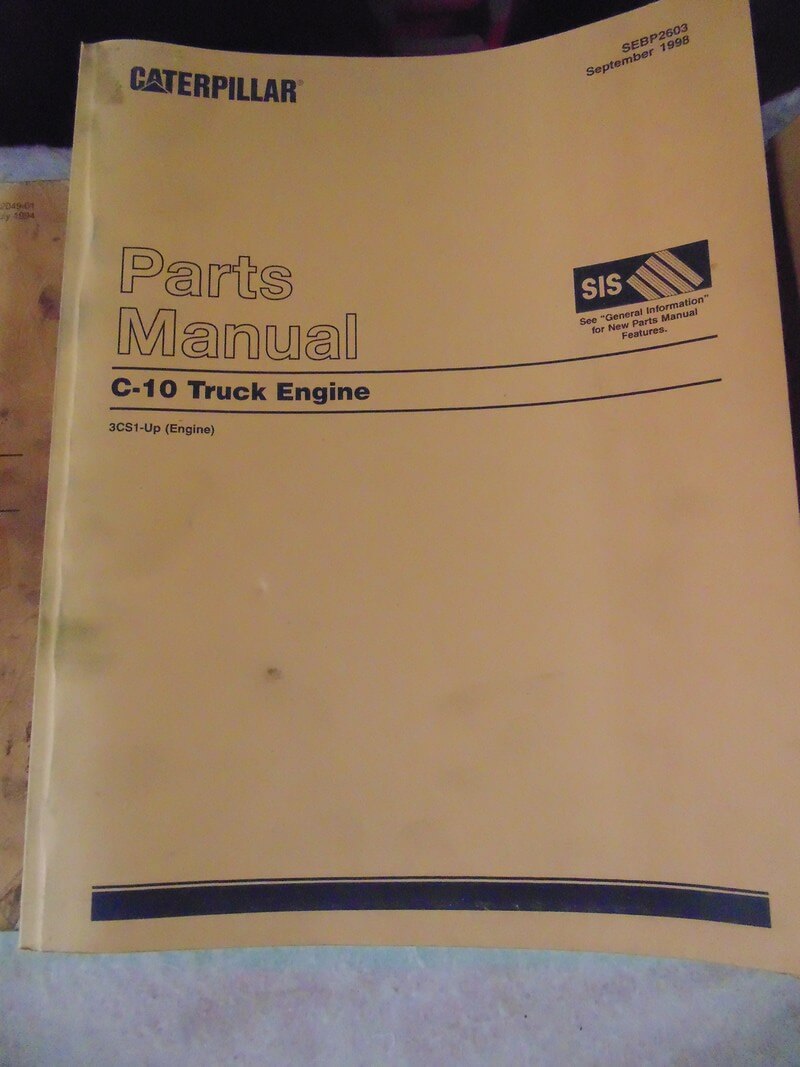 SEBP2603
September 1998
CATERPILLAR®
Parts
Manual
SIS
See "General Information"
for New Parts Manual
Features.
C-10 Truck Engine
3CS1-Up (Engine)
1994